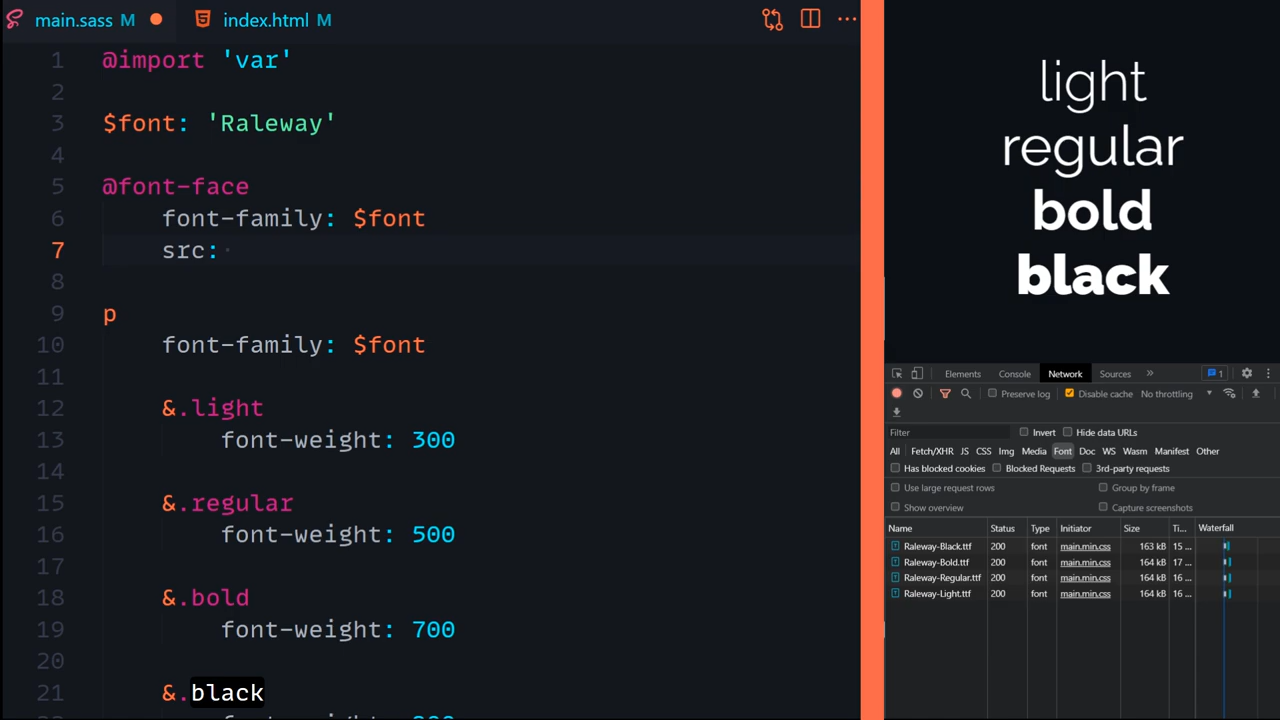 main.sass M
index.html M
1 @import 'var'
2
3 $font: 'Raleway'
4
5 @font-face
6 font-family: $font
7 src:
8
9 p
10 font-family: $font
11
12 &.light
13 font-weight: 300
14
15 &.regular
16 font-weight: 500
17
18 &.bold
19 font-weight: 700
20
21 &.black
light
regular
bold
black
Elements Console Network Sources » 1
Preserve log Disable cache No throttling
Filter Invert Hide data URLs
All Fetch/XHR JS CSS Img Media Font Doc WS Wasm Manifest Other
Has blocked cookies Blocked Requests 3rd-party requests
Use large request rows Group by frame
Show overview Capture screenshots
Name Status Type Initiator Size Ti... Waterfall
Raleway-Black.ttf 200 font main.min.css 163 kB 15 ...
Raleway-Bold.ttf 200 font main.min.css 164 kB 17 ...
Raleway-Regular.ttf 200 font main.min.css 164 kB 16 ...
Raleway-Light.ttf 200 font main.min.css 164 kB 16 ...